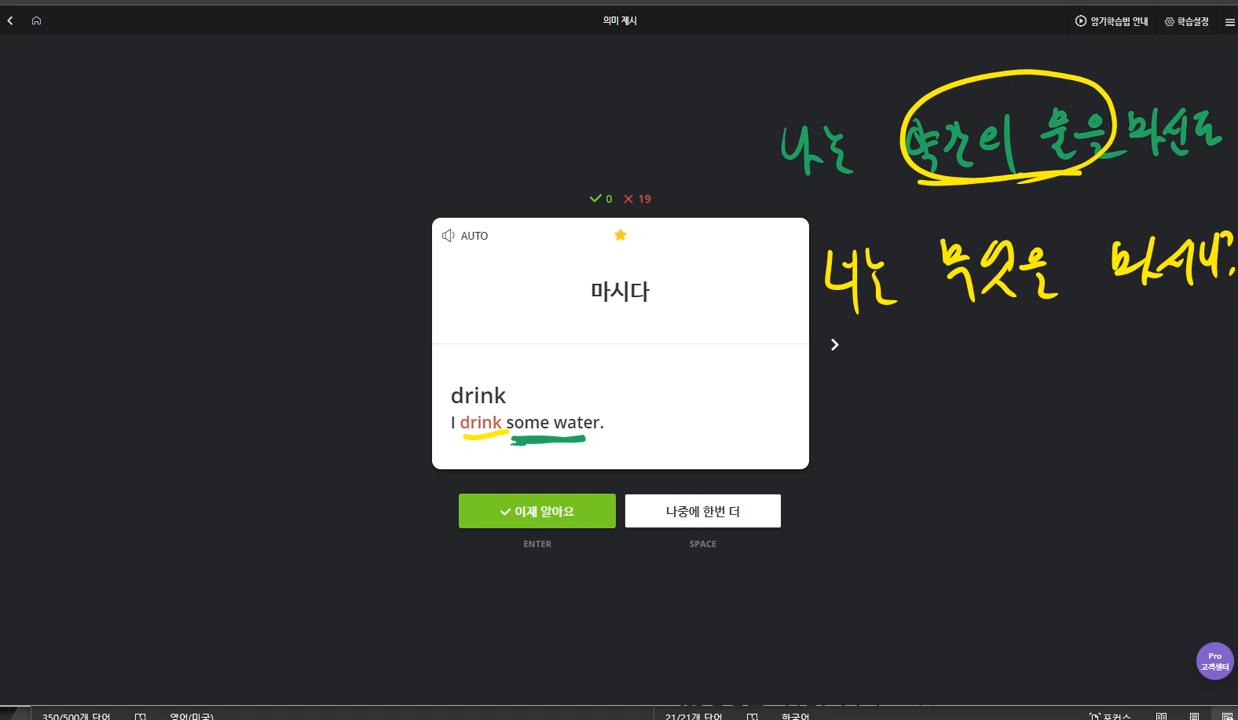 의미 제시
암기학습법 안내
학습설정
나는 약간의 물을 마신다
0 19
AUTO
마시다
너는 무엇을 마시니?
drink
I drink some water.
이제 알아요
나중에 한번 더
ENTER
SPACE
Pro
고객센터
350/500개 단어
영어(미국)
21/21개 단어
한국어
포커스